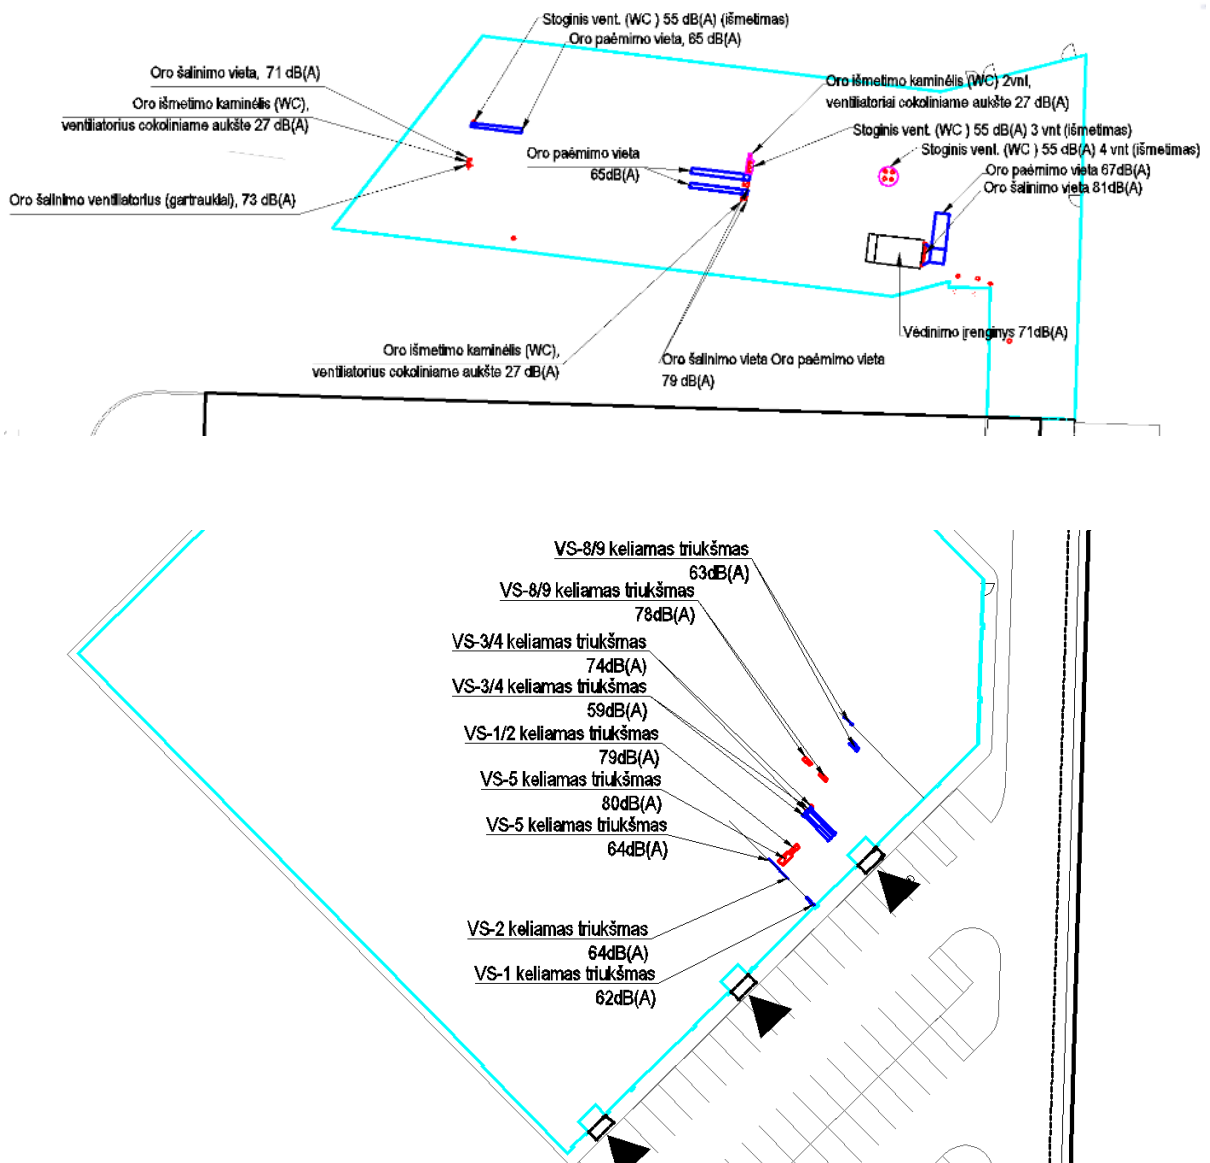 Stoginis vent. (WC ) 55 dB(A) (išmetimas)
Oro paėmimo vieta, 65 dB(A)
Oro šalinimo vieta, 71 dB(A)
Oro išmetimo kaminėlis (WC),
ventiliatorius cokoliniame aukšte 27 dB(A)
Oro šalinimo ventiliatorius (gartraukiai), 73 dB(A)
Oro paėmimo vieta
65dB(A)
Oro išmetimo kaminėlis (WC) 2vnt,
ventiliatoriai cokoliniame aukšte 27 dB(A)
Stoginis vent. (WC ) 55 dB(A) 3 vnt (išmetimas)
Stoginis vent. (WC ) 55 dB(A) 4 vnt (išmetimas)
Oro paėmimo vieta 67dB(A)
Oro šalinimo vieta 81dB(A)
Vėdinimo įrenginys 71dB(A)
Oro išmetimo kaminėlis (WC),
ventiliatorius cokoliniame aukšte 27 dB(A)
Oro šalinimo vieta Oro paėmimo vieta
79 dB(A)
VS-8/9 keliamas triukšmas
63dB(A)
VS-8/9 keliamas triukšmas
78dB(A)
VS-3/4 keliamas triukšmas
74dB(A)
VS-3/4 keliamas triukšmas
59dB(A)
VS-1/2 keliamas triukšmas
79dB(A)
VS-5 keliamas triukšmas
80dB(A)
VS-5 keliamas triukšmas
64dB(A)
VS-2 keliamas triukšmas
64dB(A)
VS-1 keliamas triukšmas
62dB(A)